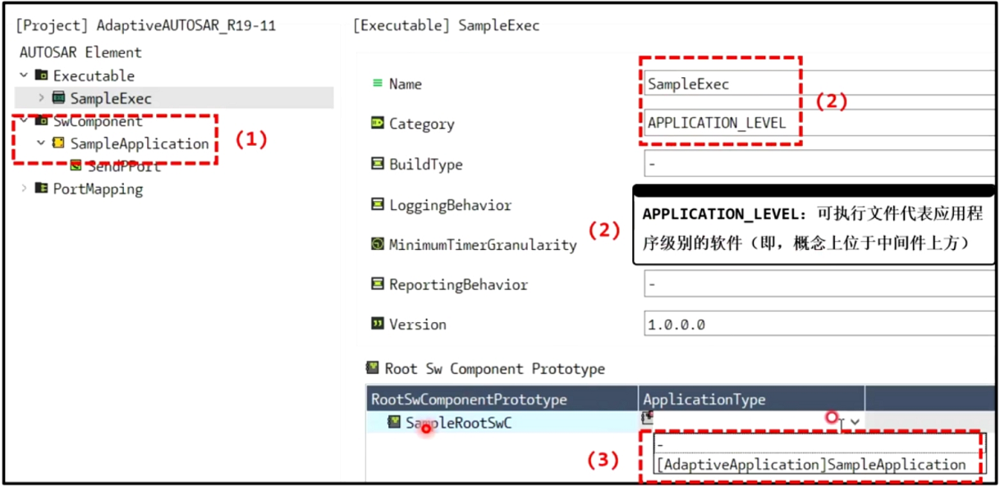 [Project] AdaptiveAUTOSAR_R19-11
AUTOSAR Element
Executable
SampleExec
SwComponent
SampleApplication
(1)
SendPPort
PortMapping
[Executable] SampleExec
Name
SampleExec
(2)
Category
APPLICATION_LEVEL
BuildType
-
LoggingBehavior
(2)
APPLICATION_LEVEL: 可执行文件代表应用程
序级别的软件（即，概念上位于中间件上方）
MinimumTimerGranularity
ReportingBehavior
-
Version
1.0.0.0
Root Sw Component Prototype
RootSwComponentPrototype
ApplicationType
SampleRootSwC
-
(3)
[AdaptiveApplication]SampleApplication